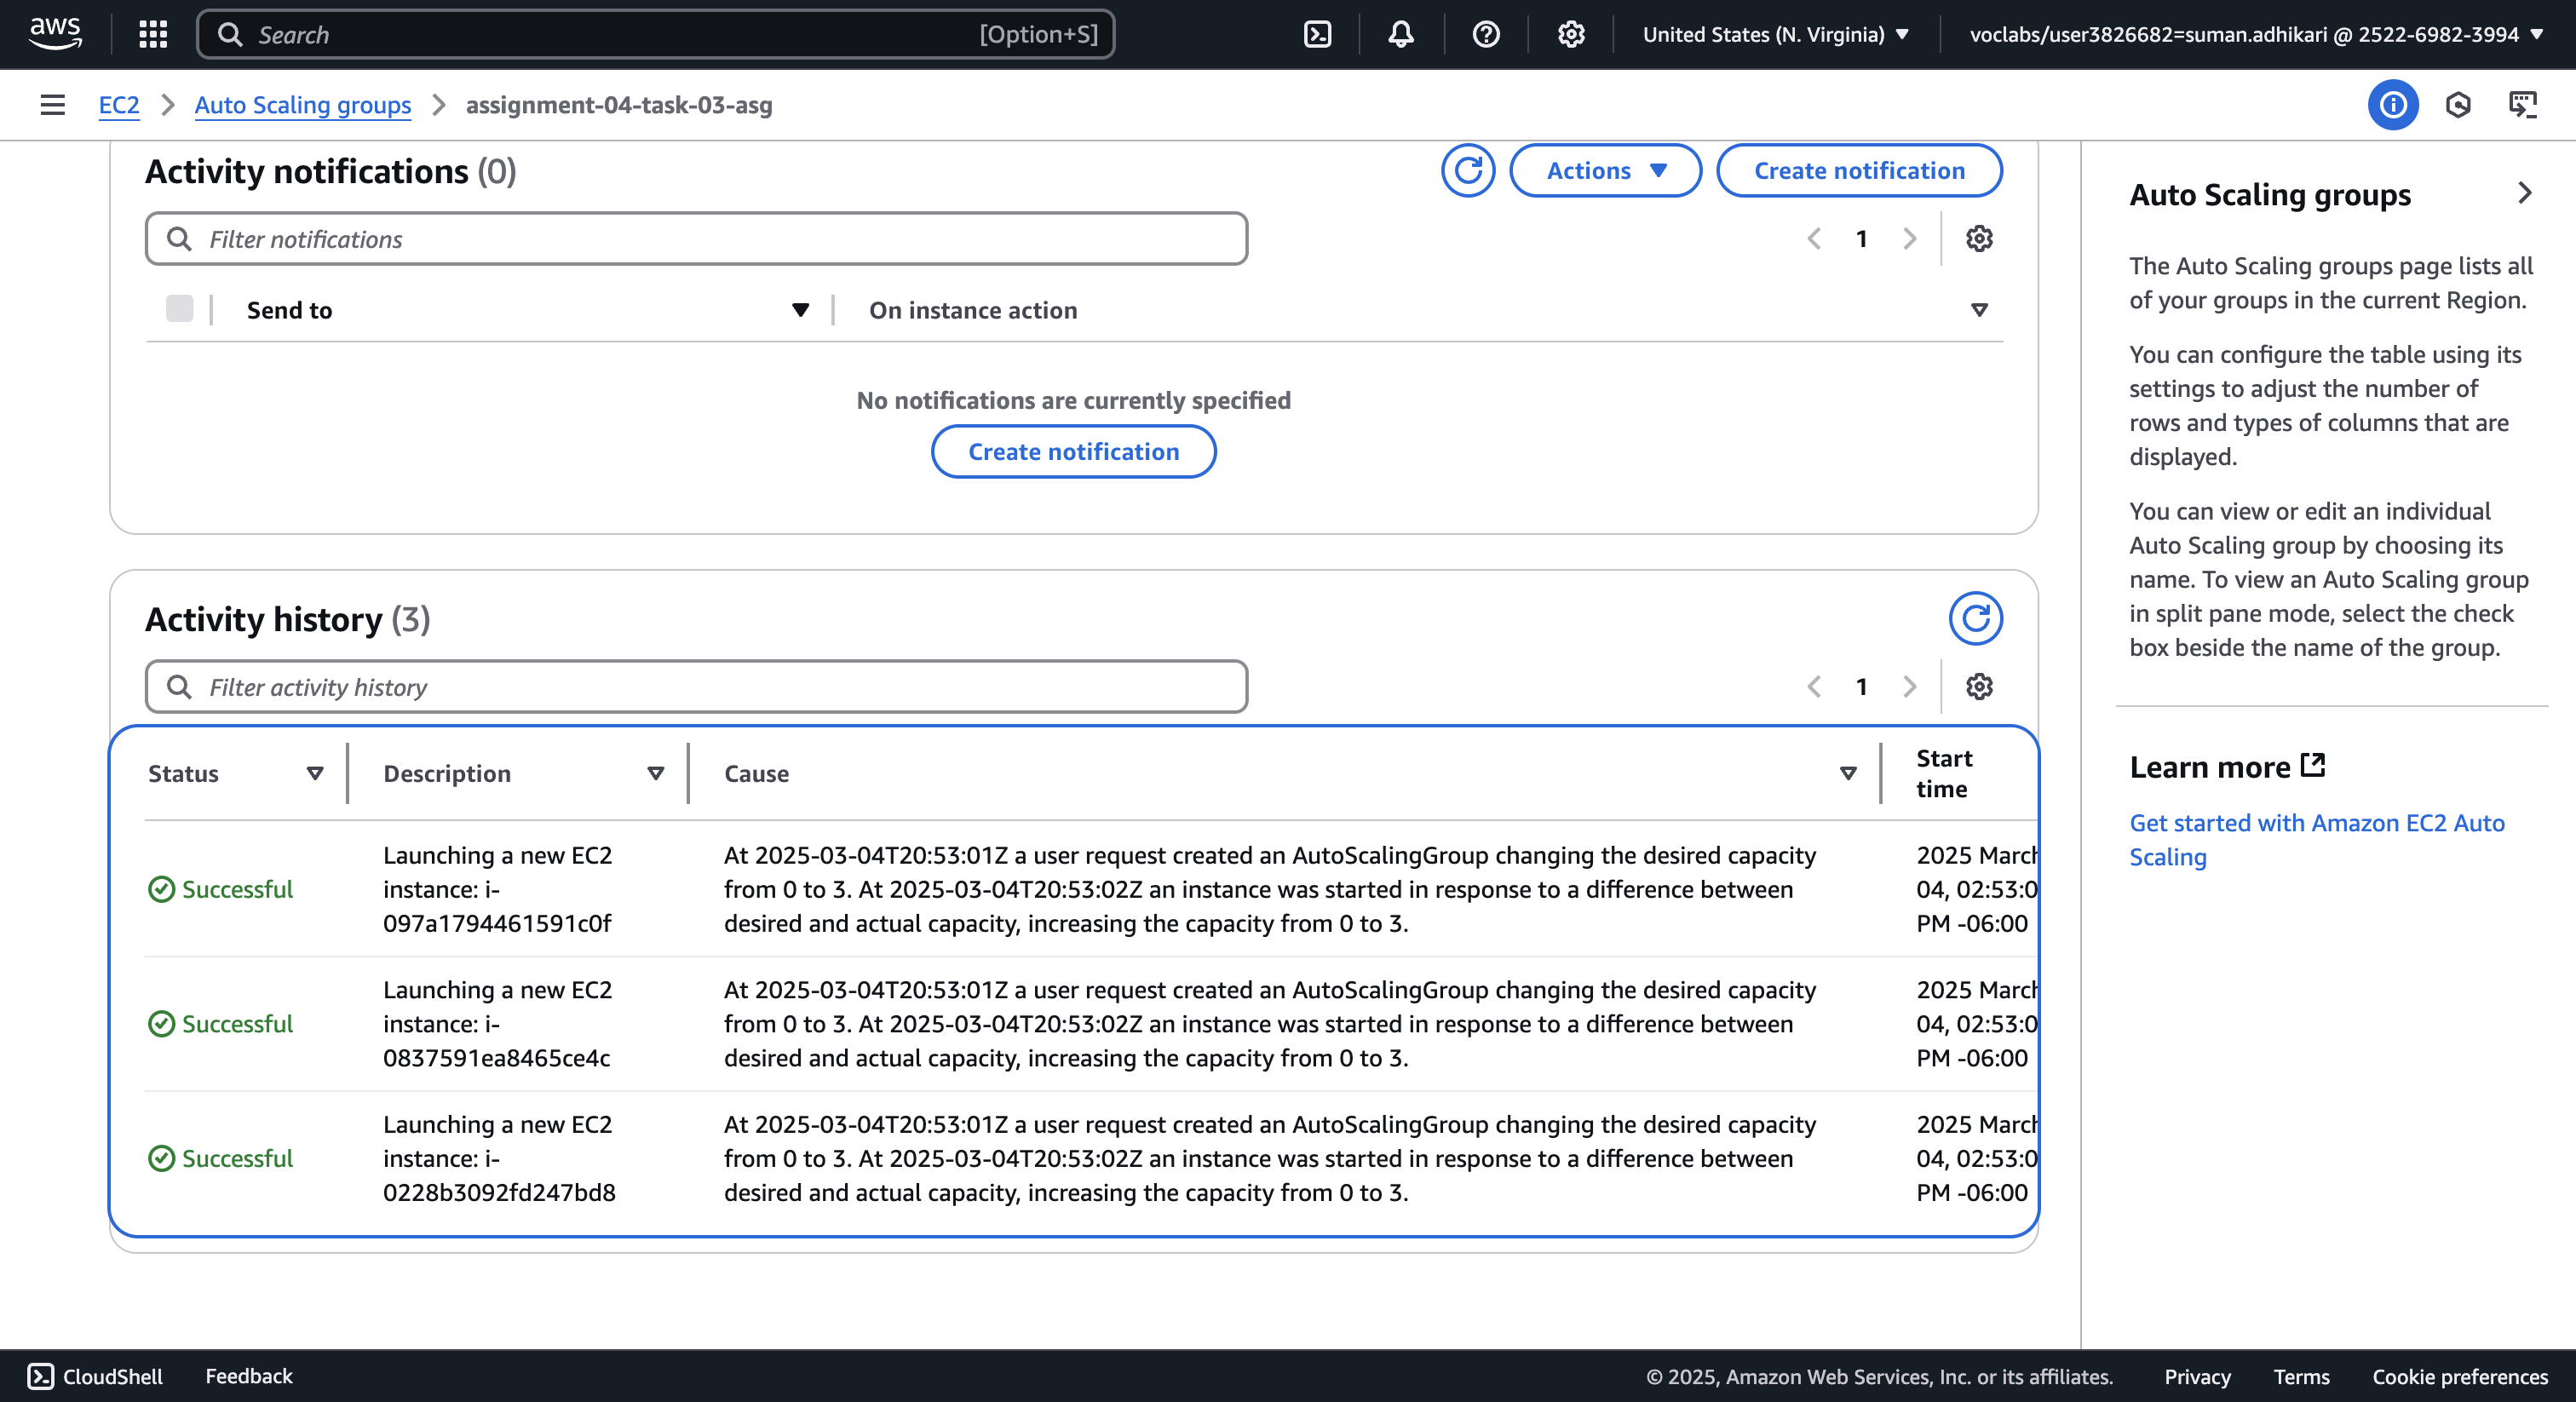 aws
Search
[Option+S]
United States (N. Virginia)
voclabs/user3826682=suman.adhikari @ 2522-6982-3994
EC2
Auto Scaling groups
assignment-04-task-03-asg
Activity notifications (0)
Actions
Create notification
Filter notifications
1
Send to
On instance action
No notifications are currently specified
Create notification
Activity history (3)
Filter activity history
1
Status
Description
Cause
Start
time
Successful
Launching a new EC2
instance: i-
097a1794461591c0f
At 2025-03-04T20:53:01Z a user request created an AutoScalingGroup changing the desired capacity
from 0 to 3. At 2025-03-04T20:53:02Z an instance was started in response to a difference between
desired and actual capacity, increasing the capacity from 0 to 3.
2025 March
04, 02:53:0
PM -06:00
Successful
Launching a new EC2
instance: i-
0837591ea8465ce4c
At 2025-03-04T20:53:01Z a user request created an AutoScalingGroup changing the desired capacity
from 0 to 3. At 2025-03-04T20:53:02Z an instance was started in response to a difference between
desired and actual capacity, increasing the capacity from 0 to 3.
2025 March
04, 02:53:0
PM -06:00
Successful
Launching a new EC2
instance: i-
0228b3092fd247bd8
At 2025-03-04T20:53:01Z a user request created an AutoScalingGroup changing the desired capacity
from 0 to 3. At 2025-03-04T20:53:02Z an instance was started in response to a difference between
desired and actual capacity, increasing the capacity from 0 to 3.
2025 March
04, 02:53:0
PM -06:00
Auto Scaling groups
The Auto Scaling groups page lists all
of your groups in the current Region.
You can configure the table using its
settings to adjust the number of
rows and types of columns that are
displayed.
You can view or edit an individual
Auto Scaling group by choosing its
name. To view an Auto Scaling group
in split pane mode, select the check
box beside the name of the group.
Learn more
Get started with Amazon EC2 Auto
Scaling
CloudShell
Feedback
© 2025, Amazon Web Services, Inc. or its affiliates.
Privacy
Terms
Cookie preferences